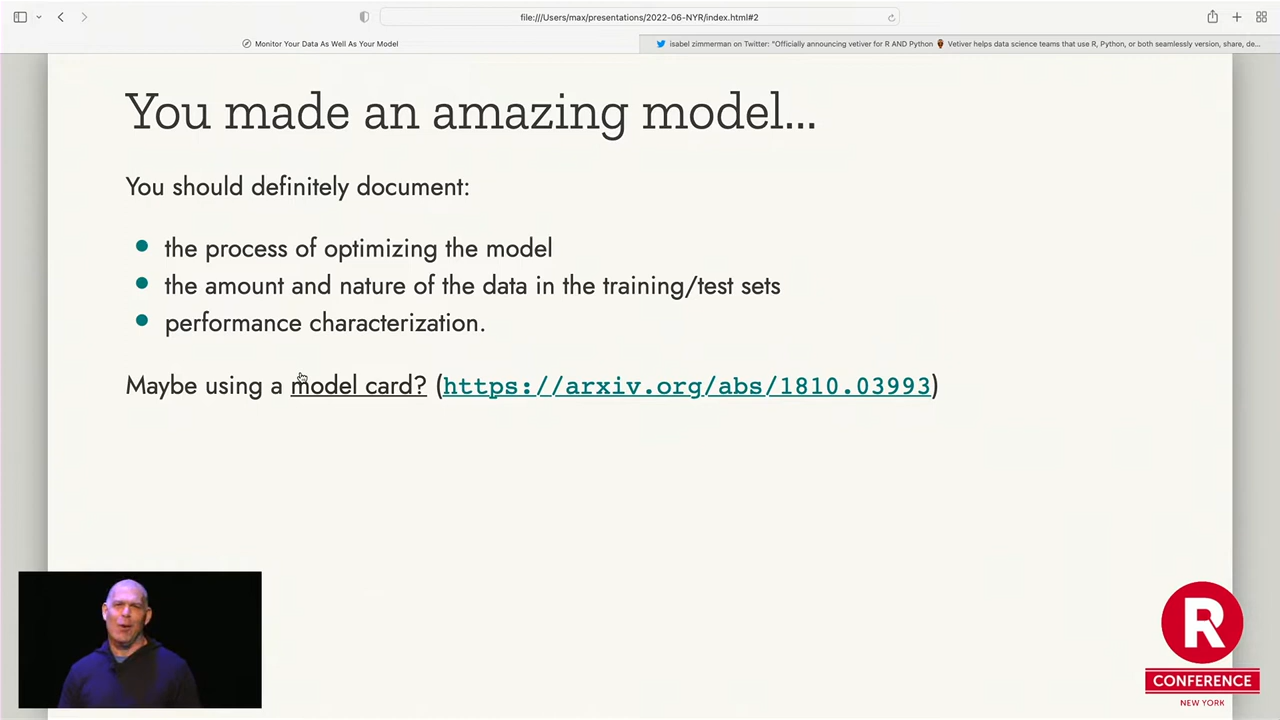 file:///Users/max/presentations/2022-06-NYR/index.html#2
Monitor Your Data As Well As Your Model
isabel zimmerman on Twitter: "Officially announcing vetiver for R AND Python 🏺 Vetiver helps data science teams that use R, Python, or both seamlessly version, share, de...
You made an amazing model...
You should definitely document:
the process of optimizing the model
the amount and nature of the data in the training/test sets
performance characterization.
Maybe using a model card? (https://arxiv.org/abs/1810.03993)
R
CONFERENCE
NEW YORK